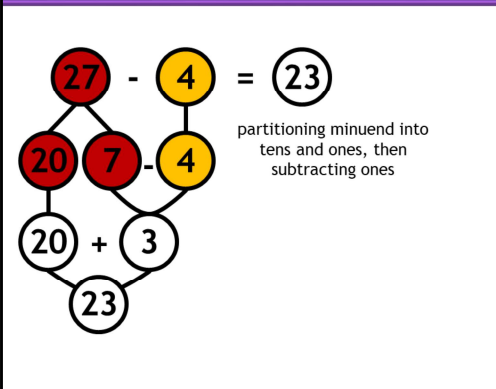 27 - 4 = 23
partitioning minuend into
tens and ones, then
subtracting ones
20 7 - 4
20 + 3
23